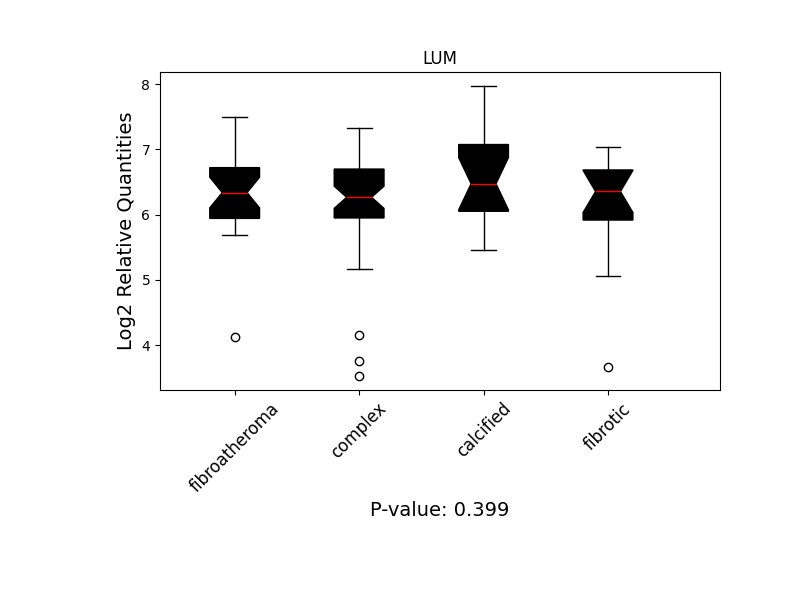 LUM
Log2 Relative Quantities
8
7
6
5
4
fibroatheroma
complex
calcified
fibrotic
P-value: 0.399